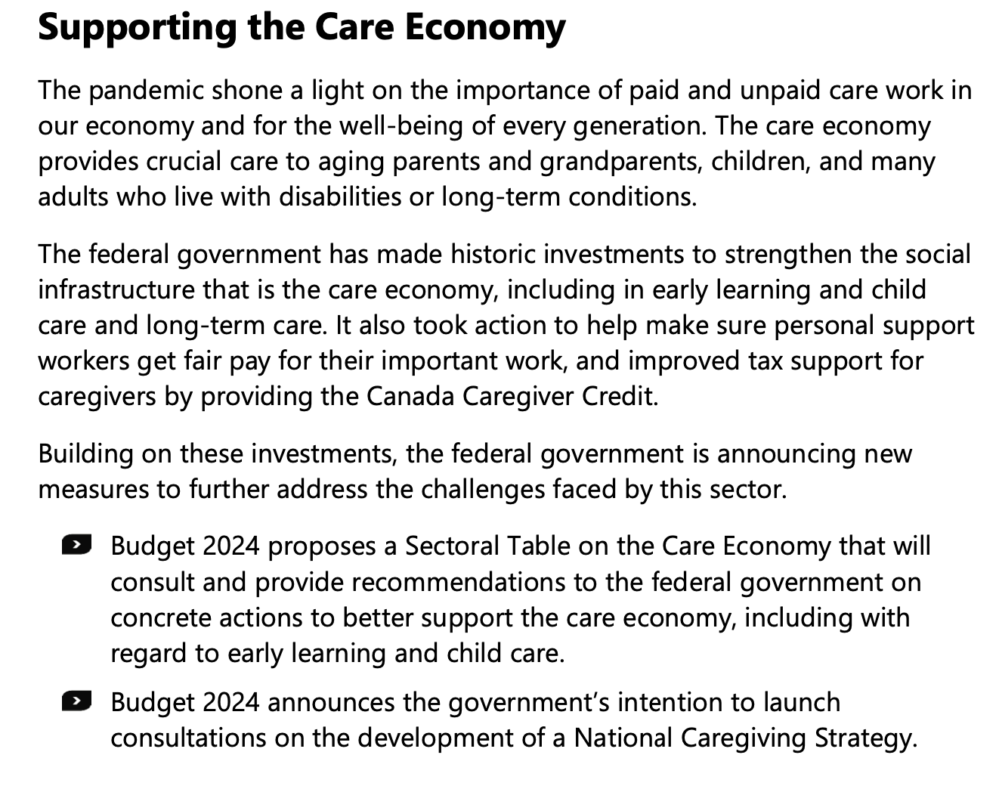 Supporting the Care Economy
The pandemic shone a light on the importance of paid and unpaid care work in
our economy and for the well-being of every generation. The care economy
provides crucial care to aging parents and grandparents, children, and many
adults who live with disabilities or long-term conditions.
The federal government has made historic investments to strengthen the social
infrastructure that is the care economy, including in early learning and child
care and long-term care. It also took action to help make sure personal support
workers get fair pay for their important work, and improved tax support for
caregivers by providing the Canada Caregiver Credit.
Building on these investments, the federal government is announcing new
measures to further address the challenges faced by this sector.
Budget 2024 proposes a Sectoral Table on the Care Economy that will
consult and provide recommendations to the federal government on
concrete actions to better support the care economy, including with
regard to early learning and child care.
Budget 2024 announces the government’s intention to launch
consultations on the development of a National Caregiving Strategy.